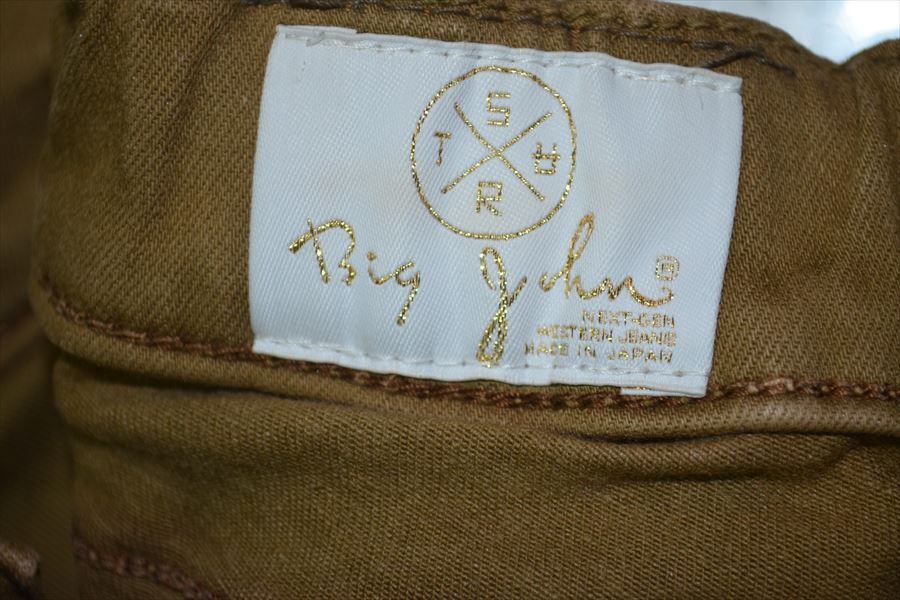 S
T R
R
Big John ®
NEXT-GEN
WESTERN JEANS
MADE IN JAPAN